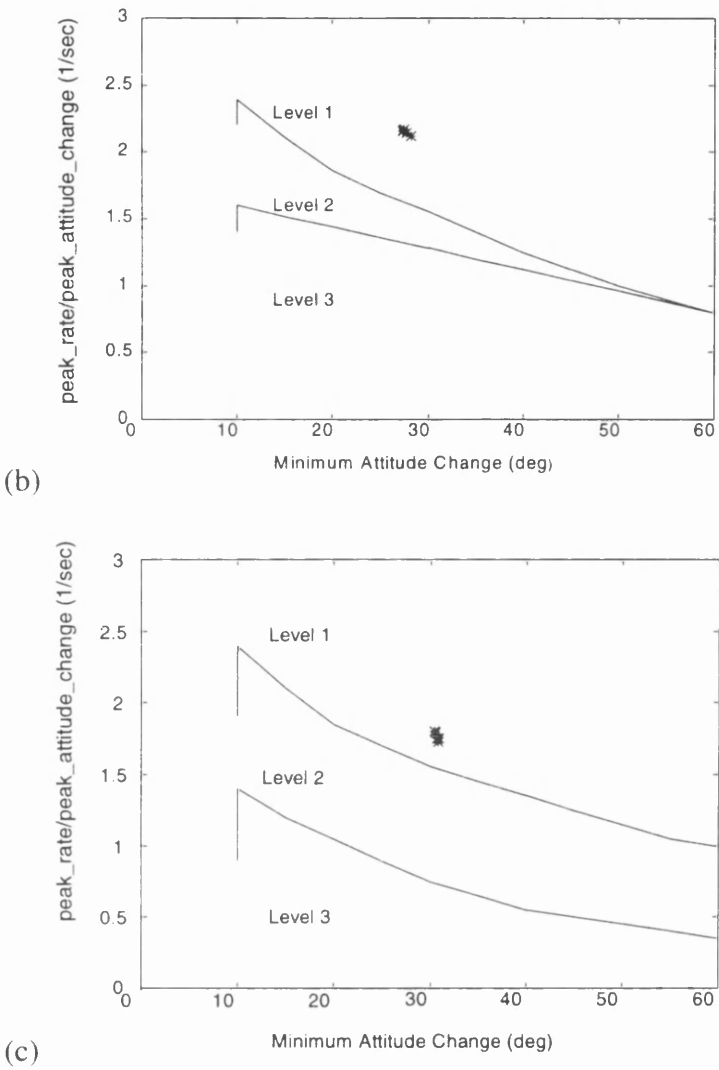 3
2.5
2
1.5
1
0.5
0
peak_rate/peak_attitude_change (1/sec)
Level 1
Level 2
Level 3
10 20 30 40 50 60
Minimum Attitude Change (deg)
(b)
3
2.5
2
1.5
1
0.5
0
0
peak_rate/peak_attitude_change (1/sec)
Level 1
Level 2
Level 3
10 20 30 40 50 60
Minimum Attitude Change (deg)
(c)